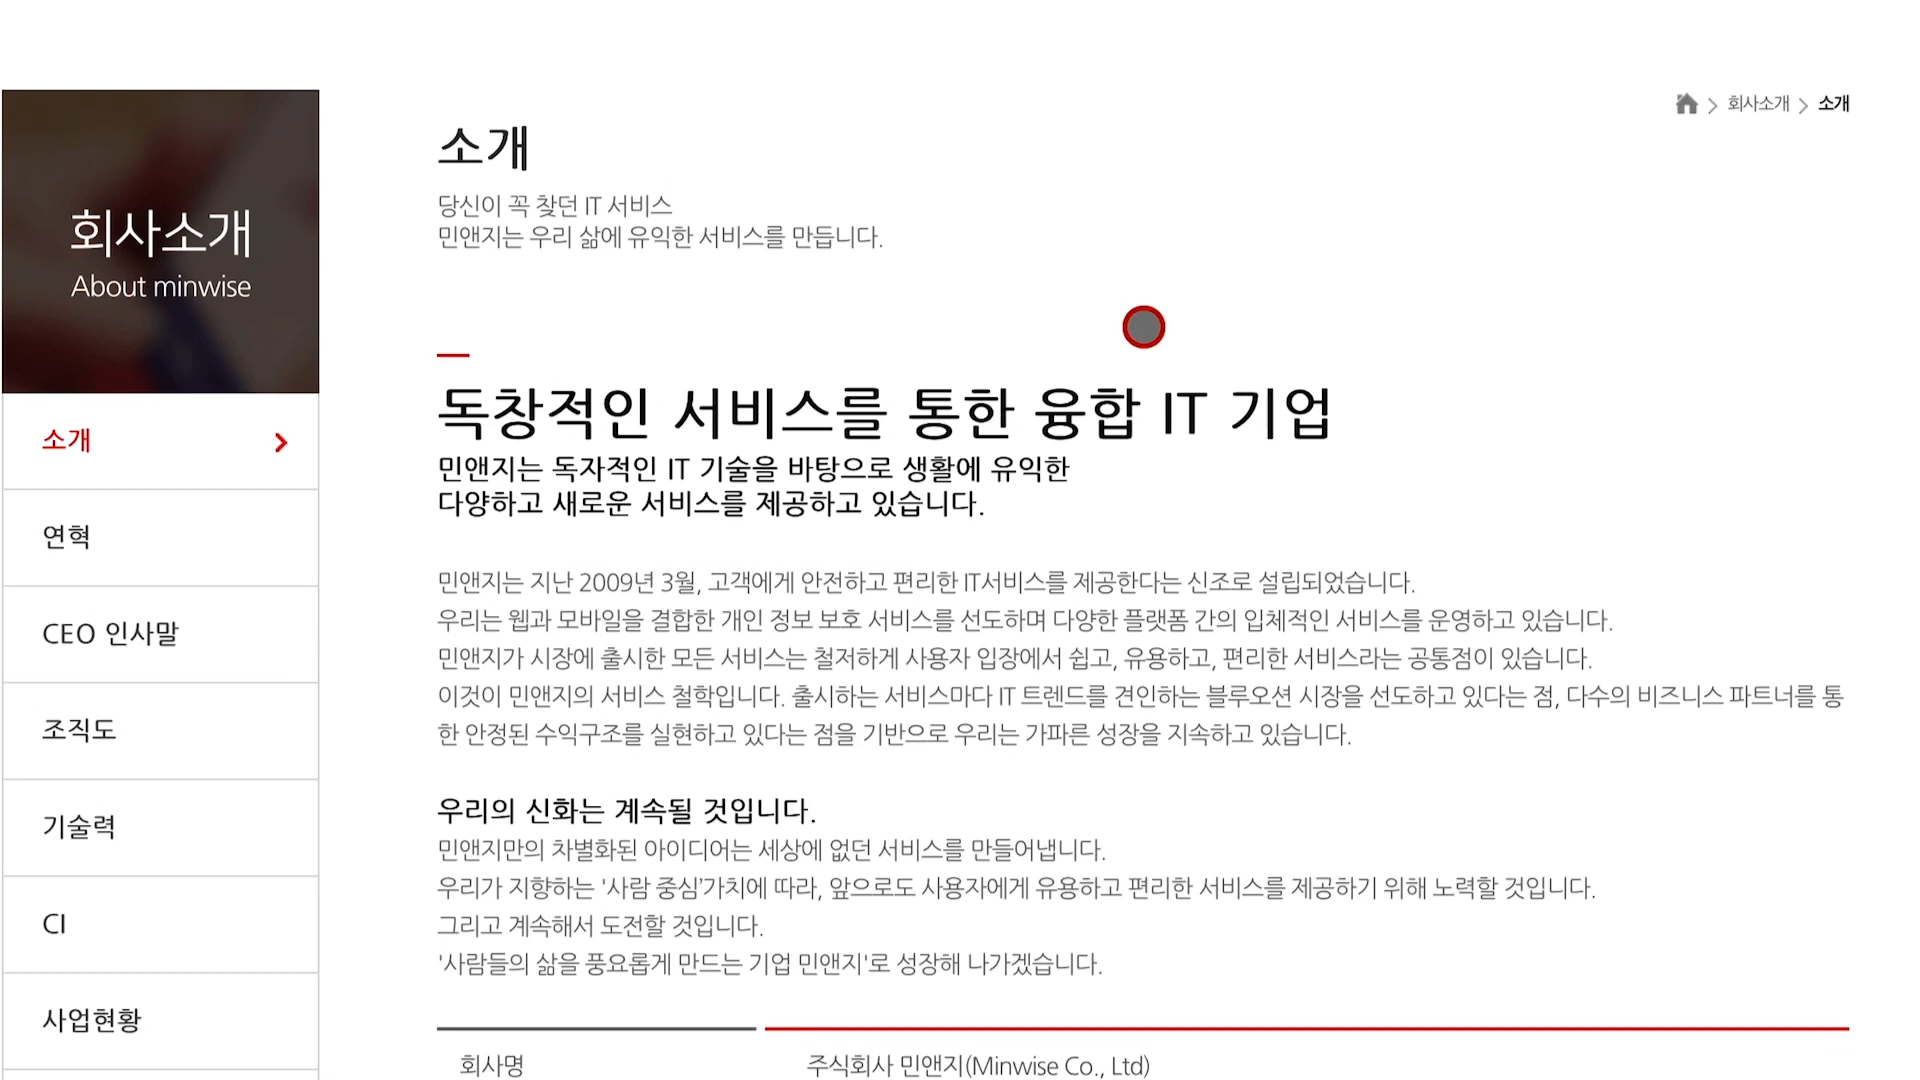 회사소개 소개
회사소개
About minwise
소개
연혁
CEO 인사말
조직도
기술력
CI
사업현황
소개
당신이 꼭 찾던 IT 서비스
민앤지는 우리 삶에 유익한 서비스를 만듭니다.
독창적인 서비스를 통한 융합 IT 기업
민앤지는 독자적인 IT 기술을 바탕으로 생활에 유익한
다양하고 새로운 서비스를 제공하고 있습니다.
민앤지는 지난 2009년 3월, 고객에게 안전하고 편리한 IT서비스를 제공한다는 신조로 설립되었습니다.
우리는 웹과 모바일을 결합한 개인 정보 보호 서비스를 선도하며 다양한 플랫폼 간의 입체적인 서비스를 운영하고 있습니다.
민앤지가 시장에 출시한 모든 서비스는 철저하게 사용자 입장에서 쉽고, 유용하고, 편리한 서비스라는 공통점이 있습니다.
이것이 민앤지의 서비스 철학입니다. 출시하는 서비스마다 IT 트렌드를 견인하는 블루오션 시장을 선도하고 있다는 점, 다수의 비즈니스 파트너를 통
한 안정된 수익구조를 실현하고 있다는 점을 기반으로 우리는 가파른 성장을 지속하고 있습니다.
우리의 신화는 계속될 것입니다.
민앤지만의 차별화된 아이디어는 세상에 없던 서비스를 만들어냅니다.
우리가 지향하는 '사람 중심'가치에 따라, 앞으로도 사용자에게 유용하고 편리한 서비스를 제공하기 위해 노력할 것입니다.
그리고 계속해서 도전할 것입니다.
'사람들의 삶을 풍요롭게 만드는 기업 민앤지'로 성장해 나가겠습니다.
회사명 주식회사 민앤지(Minwise Co., Ltd)